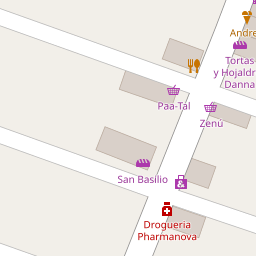 Andre
Tortas
y Hojaldr
Danna
Paa-Tal
Zenú
San Basilio
Drogueria
Pharmanova